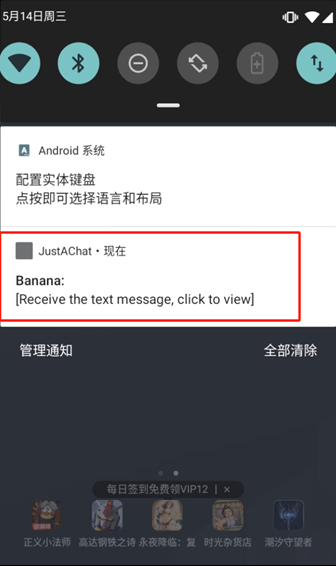 5月14日周三
Android 系统
配置实体键盘
点按即可选择语言和布局
JustAChat • 现在
Banana:
[Receive the text message, click to view]
管理通知
全部清除
每日签到免费领VIP12 | ×
正义小法师
高达钢铁之诗
永夜降临：复
时光杂货店
潮汐守望者